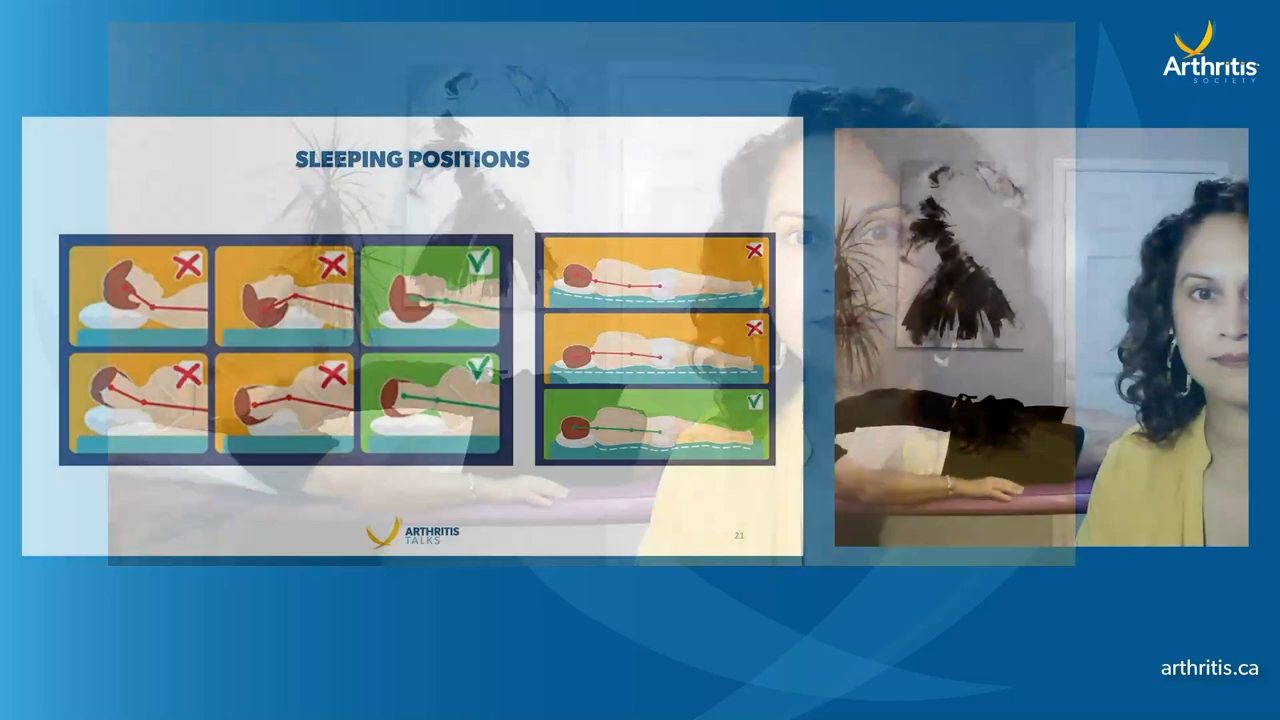 Arthritis
SOCIETY
SLEEPING POSITIONS
ARTHRITIS
TALKS
21
arthritis.ca